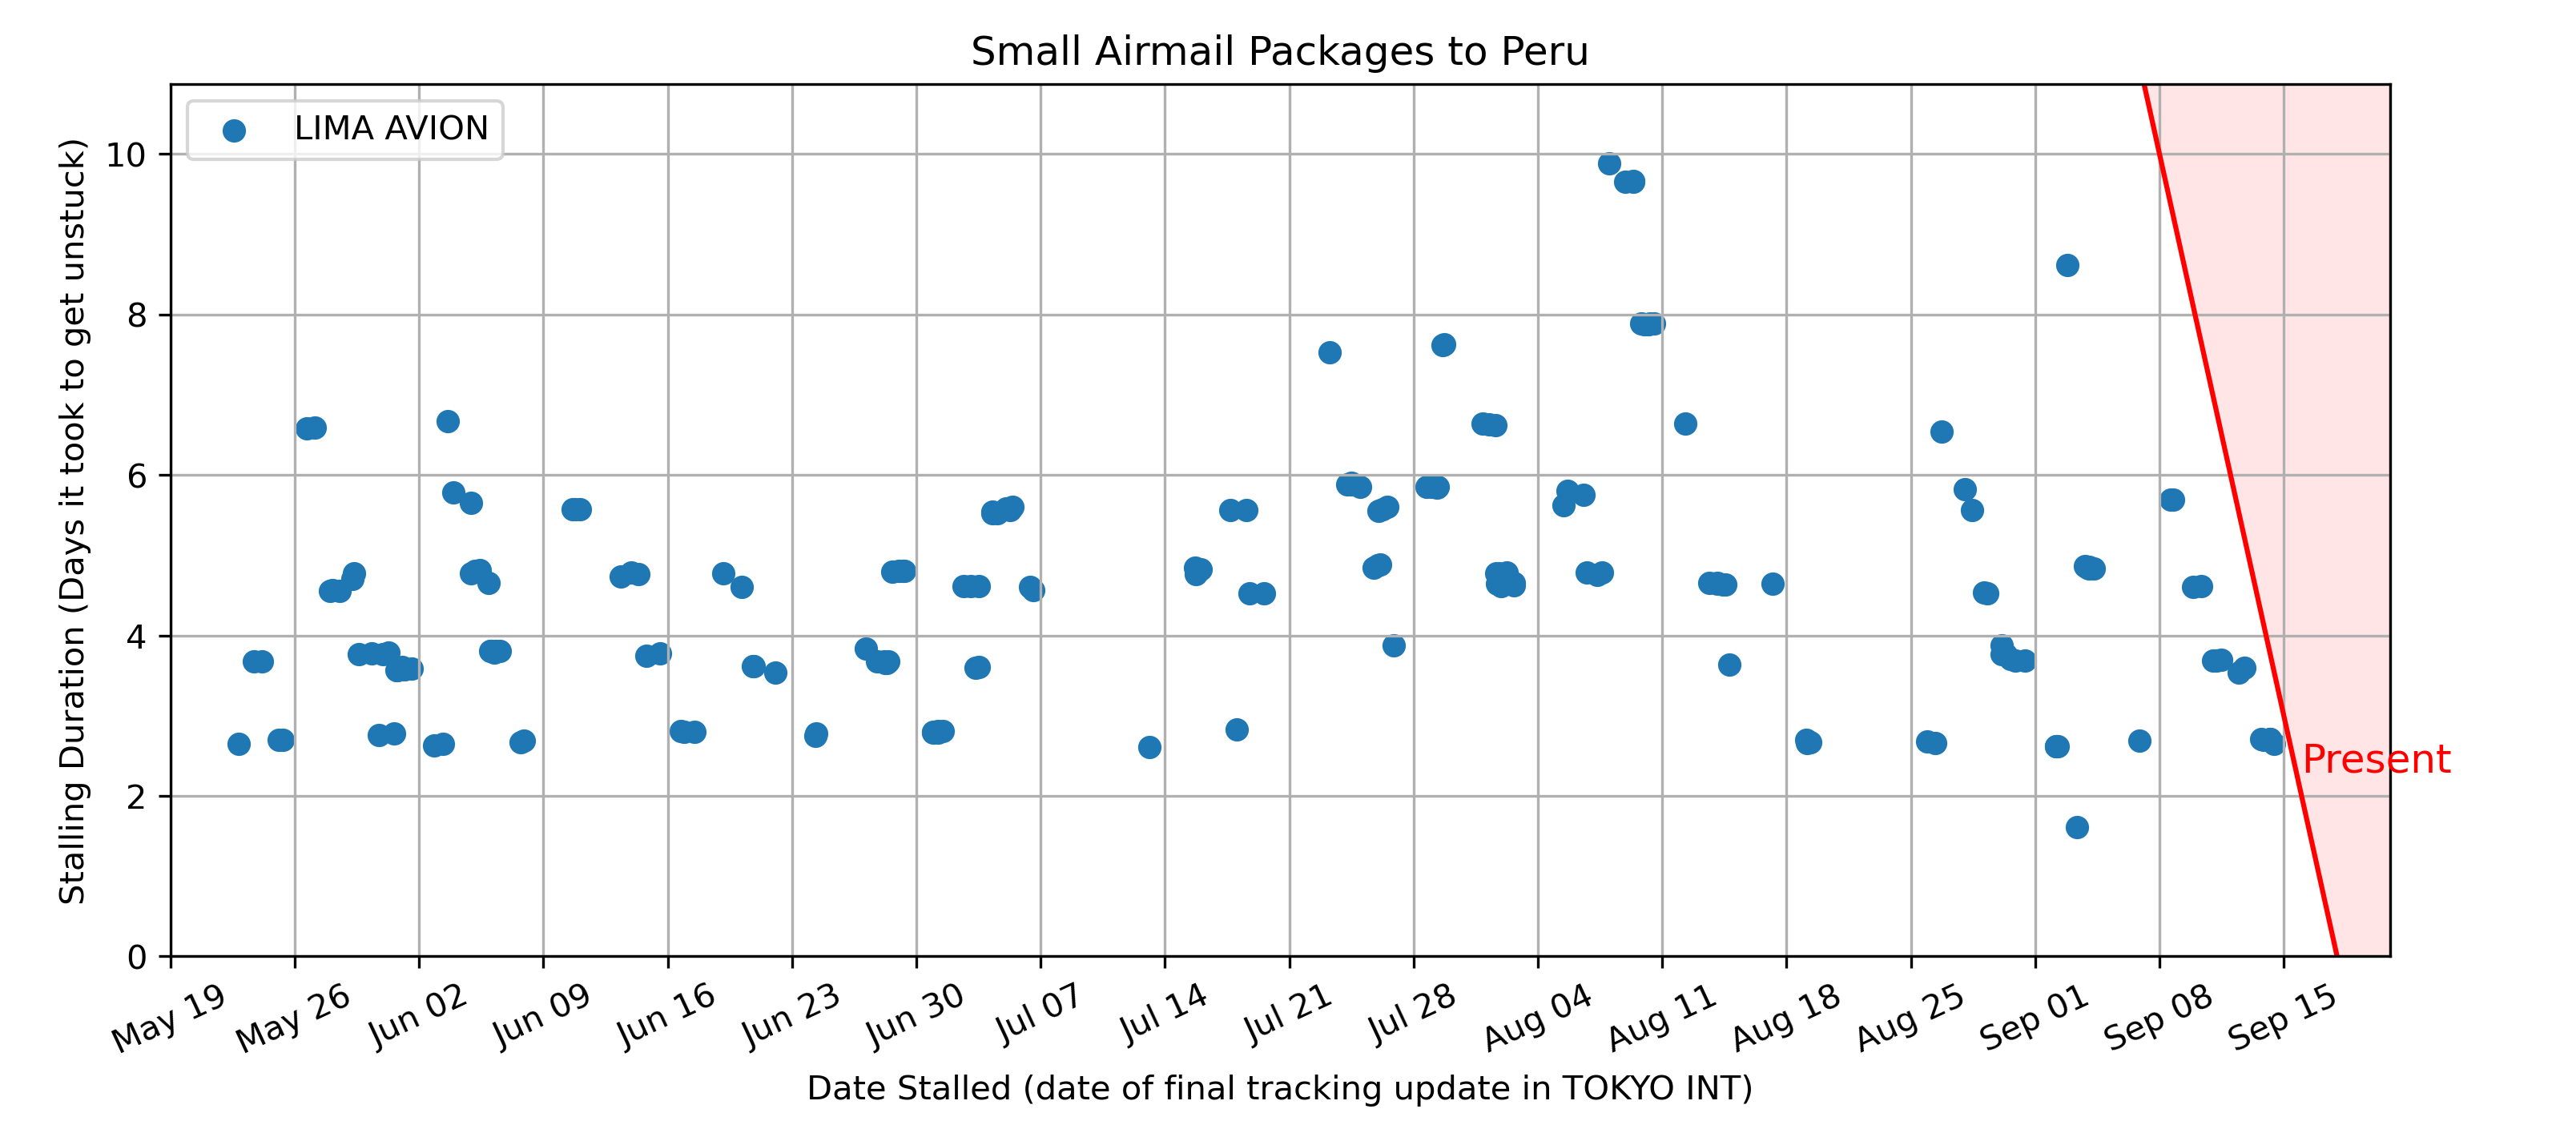 Small Airmail Packages to Peru
LIMA AVION
Stalling Duration (Days it took to get unstuck)
10
8
6
4
2
0
Present
May 19
May 26
Jun 02
Jun 09
Jun 16
Jun 23
Jun 30
Jul 07
Jul 14
Jul 21
Jul 28
Aug 04
Aug 11
Aug 18
Aug 25
Sep 01
Sep 08
Sep 15
Date Stalled (date of final tracking update in TOKYO INT)